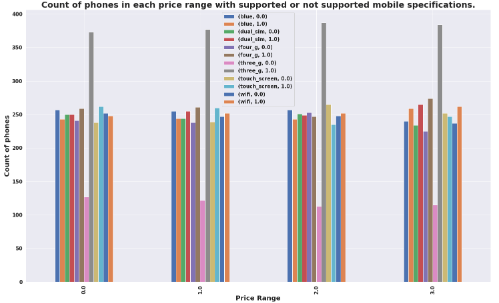 Count of phones in each price range with supported or not supported mobile specifications.
400
350
300
250
200
150
100
50
0
Count of phones
(blue, 0.0)
(blue, 1.0)
(dual_sim, 0.0)
(dual_sim, 1.0)
(four_g, 0.0)
(four_g, 1.0)
(three_g, 0.0)
(three_g, 1.0)
(touch_screen, 0.0)
(touch_screen, 1.0)
(wifi, 0.0)
(wifi, 1.0)
0.0
1.0
2.0
3.0
Price Range